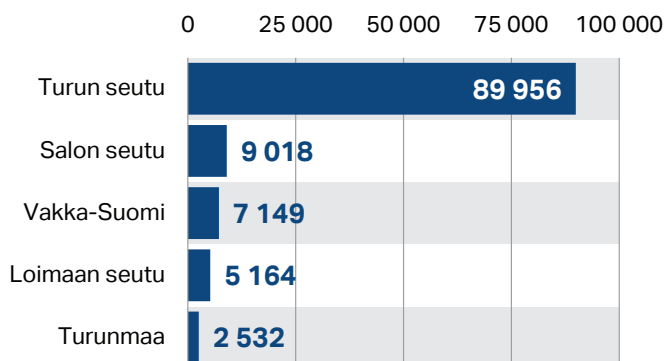 0 25 000 50 000 75 000 100 000
Turun seutu 89 956
Salon seutu 9 018
Vakka-Suomi 7 149
Loimaan seutu 5 164
Turunmaa 2 532